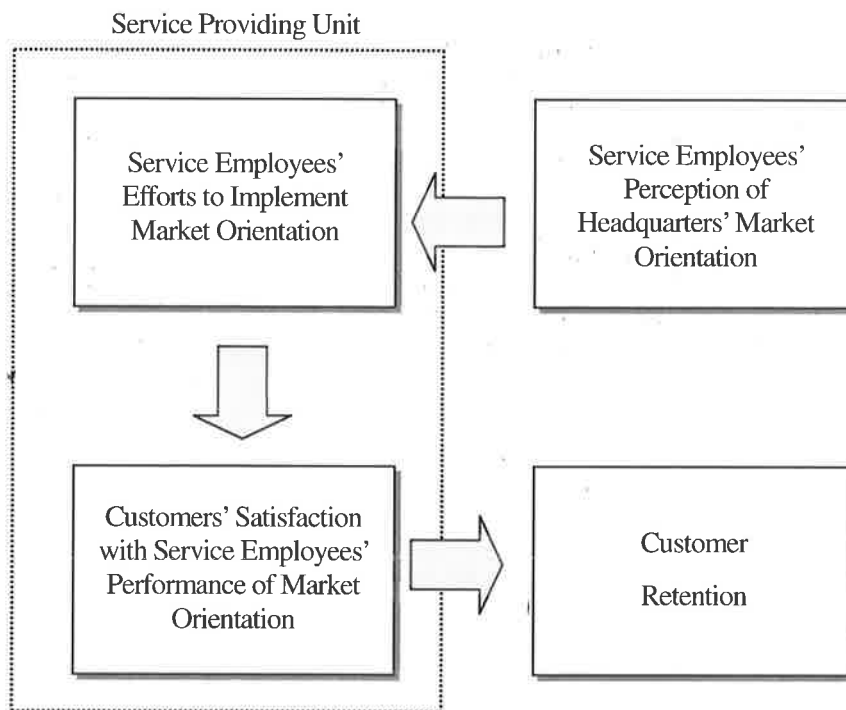 Service Providing Unit
Service Employees'
Efforts to Implement
Market Orientation
Service Employees'
Perception of
Headquarters' Market
Orientation
Customers' Satisfaction
with Service Employees'
Performance of Market
Orientation
Customer
Retention